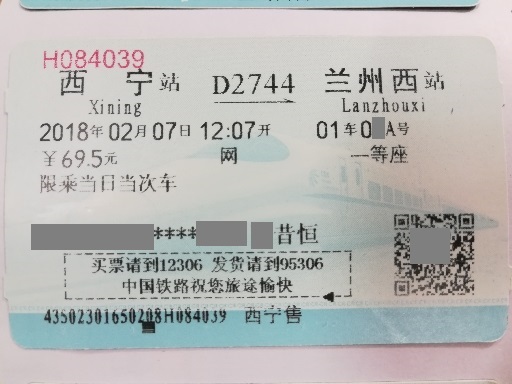 H084039
西 宁站 D2744 兰州西站
Xining Lanzhouxi
2018年02月07日 12:07开 01车0 A号
￥69.5元 网 一等座
限乘当日当次车
**** 昔恒
买票请到12306 发货请到95306
中国铁路祝您旅途愉快
43502301650208H084039 西宁售